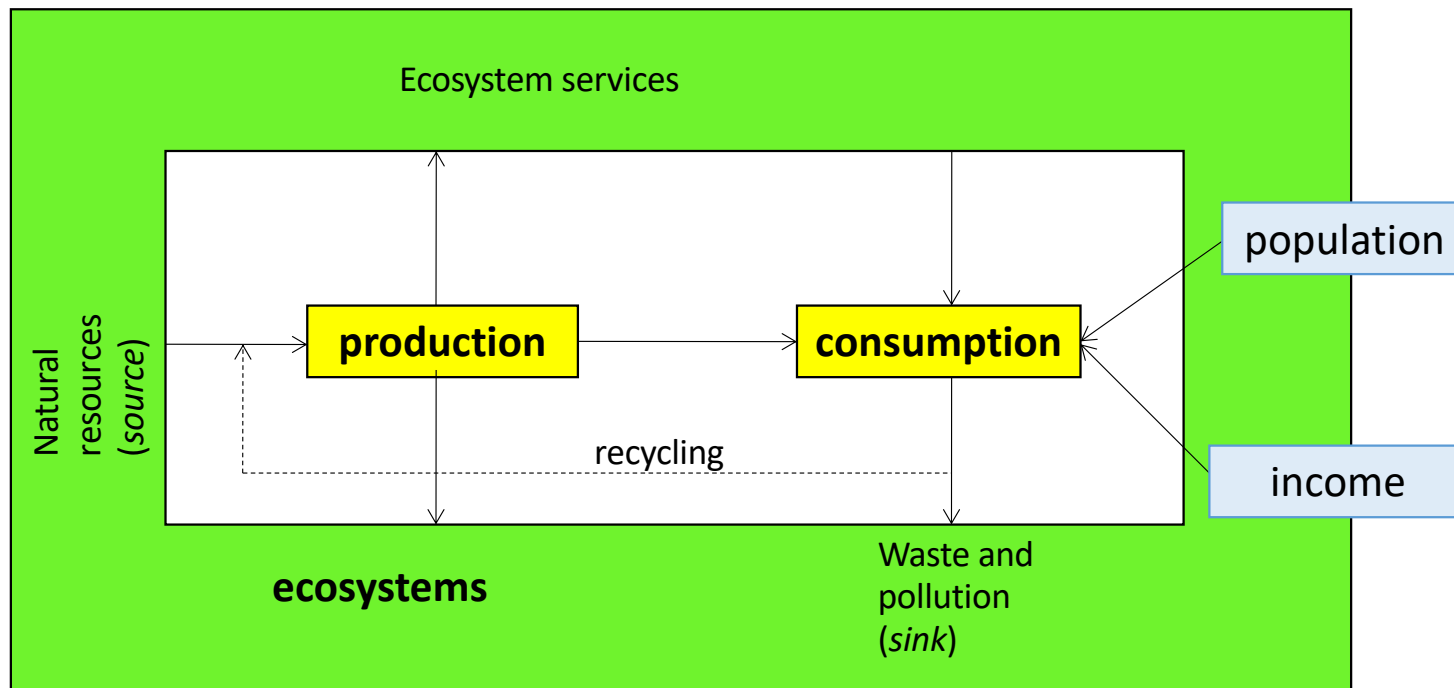 Ecosystem services
population
Natural
resources
(source)
production
consumption
recycling
income
ecosystems
Waste and
pollution
(sink)